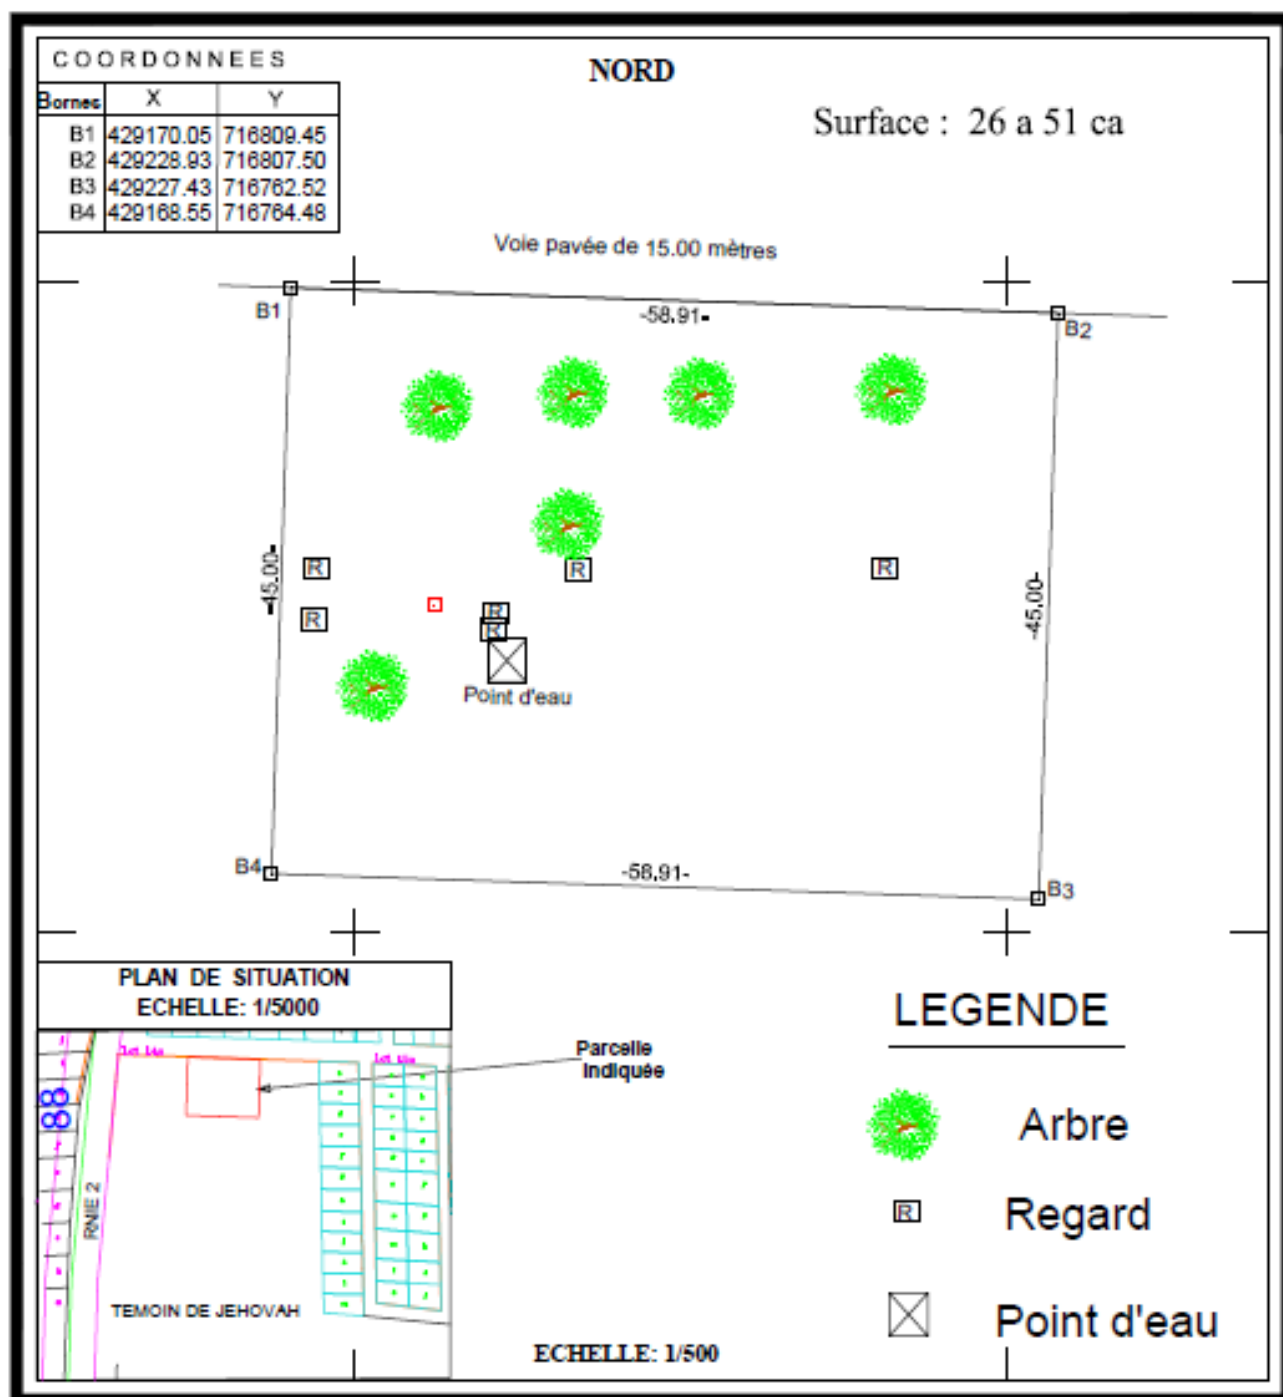 COORDONNEES
Bornes X Y
B1 429170.05 716809.45
B2 429228.93 716807.50
B3 429227.43 716762.52
B4 429168.55 716764.48
NORD
Surface : 26 a 51 ca
Voie pavée de 15.00 mètres
B1
-58.91-
B2
-45.00-
-45.00-
R
R
R
R
R
R
Point d'eau
B4
-58.91-
B3
PLAN DE SITUATION
ECHELLE: 1/5000
Parcelle
Indiquée
88
RNIE 2
TEMOIN DE JEHOVAH
ECHELLE: 1/500
LEGENDE
Arbre
R Regard
Point d'eau